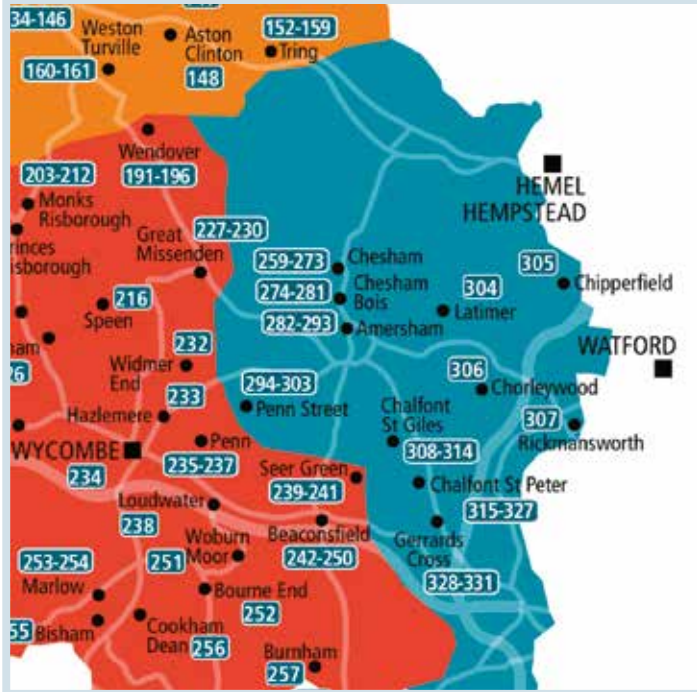 34-146
Weston
Turville
160-161
Aston
Clinton
148
152-159
Tring
Wendover
191-196
203-212
Monks
Risborough
rinces
isborough
Great
Missenden
227-230
216
Speen
232
Widmer
End
233
Hazlemere
WYCOMBE
234
Penn
235-237
259-273
Chesham
274-281
Chesham
Bois
282-293
Amersham
294-303
Penn Street
HEMEL
HEMPSTEAD
305
Chipperfield
304
Latimer
WATFORD
306
Chorleywood
307
Rickmansworth
Chalfont
St Giles
308-314
Seer Green
239-241
Chalfont St Peter
315-327
Loudwater
238
Beaconsfield
242-250
Gerrards
Cross
328-331
253-254
Marlow
251
Woburn
Moor
Bourne End
252
55
Bisham
Cookham
Dean
256
Burnham
257
am
26